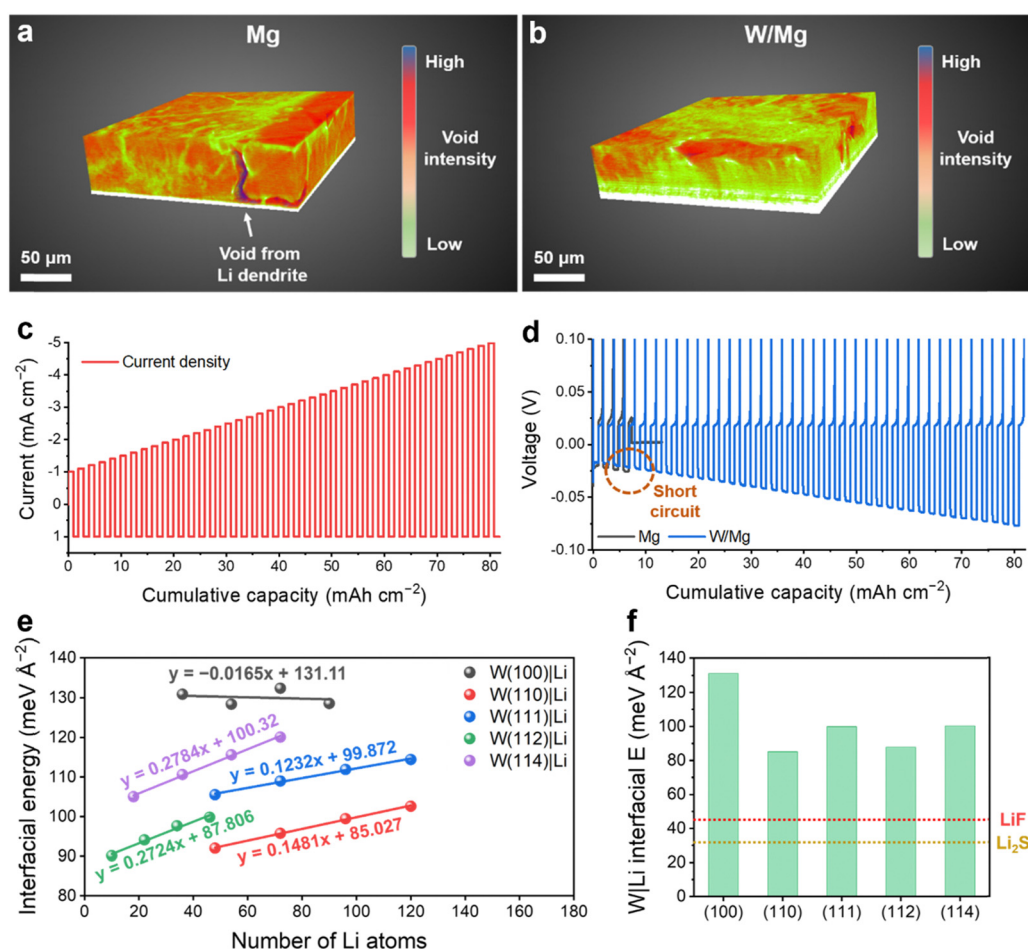 a
Mg
High
Void
intensity
Low
Void from
Li dendrite
50 µm
b
W/Mg
High
Void
intensity
Low
50 µm
c
Current (mA cm⁻²)
-5
-4
-3
-2
-1
0
1
Current density
0 10 20 30 40 50 60 70 80
Cumulative capacity (mAh cm⁻²)
d
Voltage (V)
0.10
0.05
0.00
-0.05
-0.10
Short
circuit
Mg W/Mg
0 10 20 30 40 50 60 70 80
Cumulative capacity (mAh cm⁻²)
e
Interfacial energy (meV Å⁻²)
140
130
120
110
100
90
80
y = −0.0165x + 131.11
y = 0.2784x + 100.32
y = 0.1232x + 99.872
y = 0.2724x + 87.806
y = 0.1481x + 85.027
W(100)|Li
W(110)|Li
W(111)|Li
W(112)|Li
W(114)|Li
0 20 40 60 80 100 120 140 160 180
Number of Li atoms
f
W|Li interfacial E (meV Å⁻²)
140
120
100
80
60
40
20
0
LiF
Li₂S
(100) (110) (111) (112) (114)